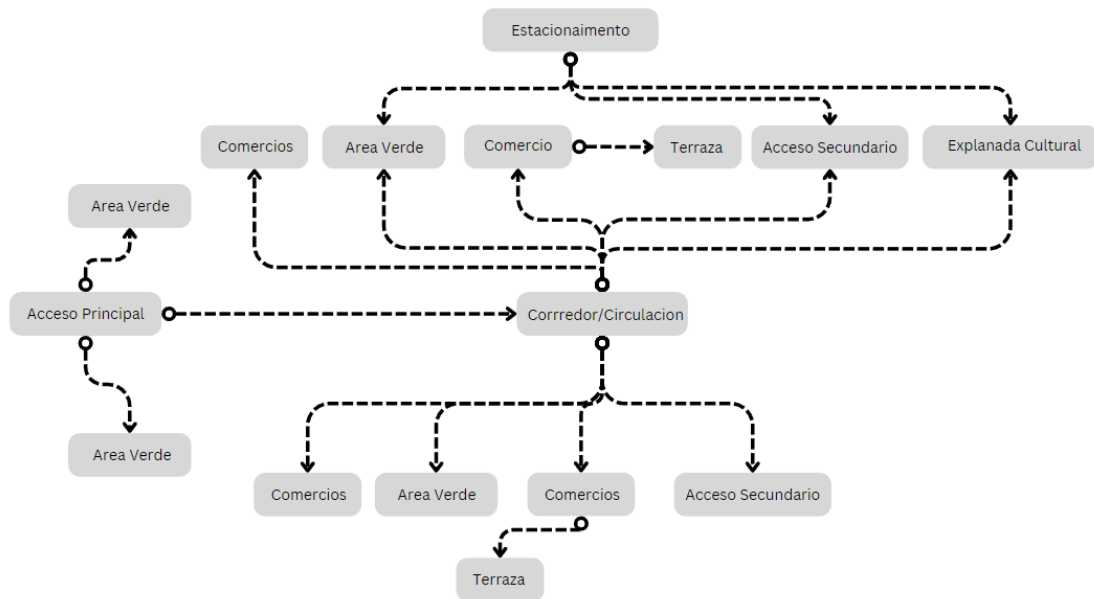 Estacionaimento
Comercios
Area Verde
Comercio
Terraza
Acceso Secundario
Explanada Cultural
Area Verde
Acceso Principal
Corrredor/Circulacion
Area Verde
Comercios
Area Verde
Comercios
Acceso Secundario
Terraza